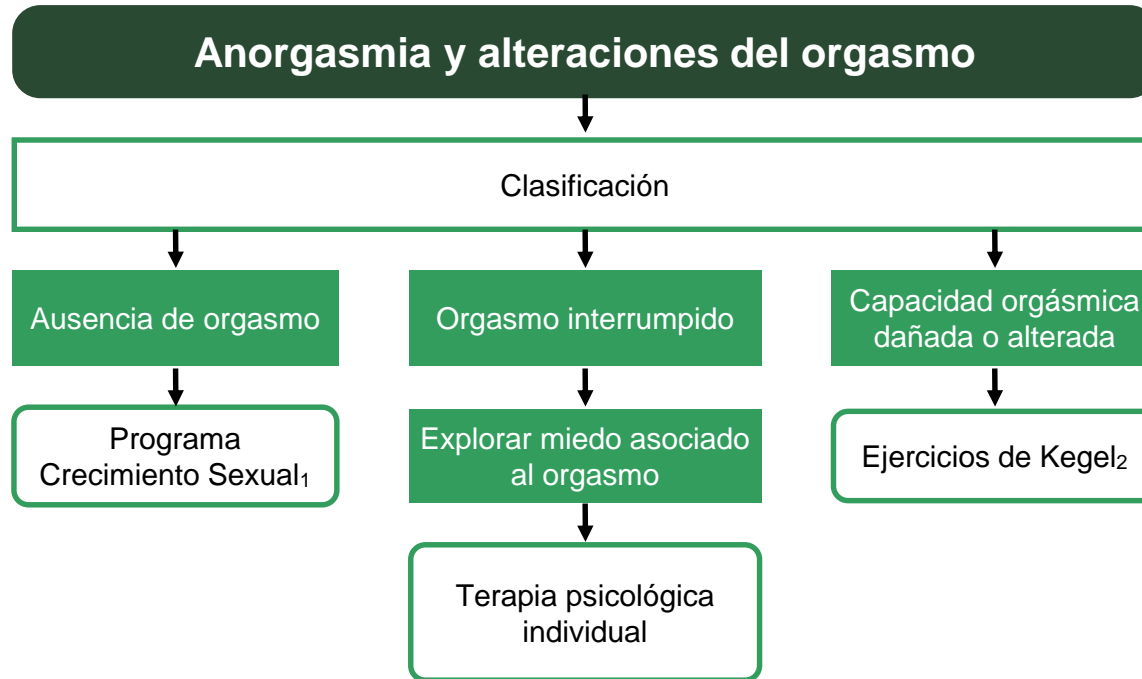 Anorgasmia y alteraciones del orgasmo
Clasificación
Ausencia de orgasmo
Orgasmo interrumpido
Capacidad orgásmica
dañada o alterada
Programa
Crecimiento Sexual1
Explorar miedo asociado
al orgasmo
Ejercicios de Kegel2
Terapia psicológica
individual